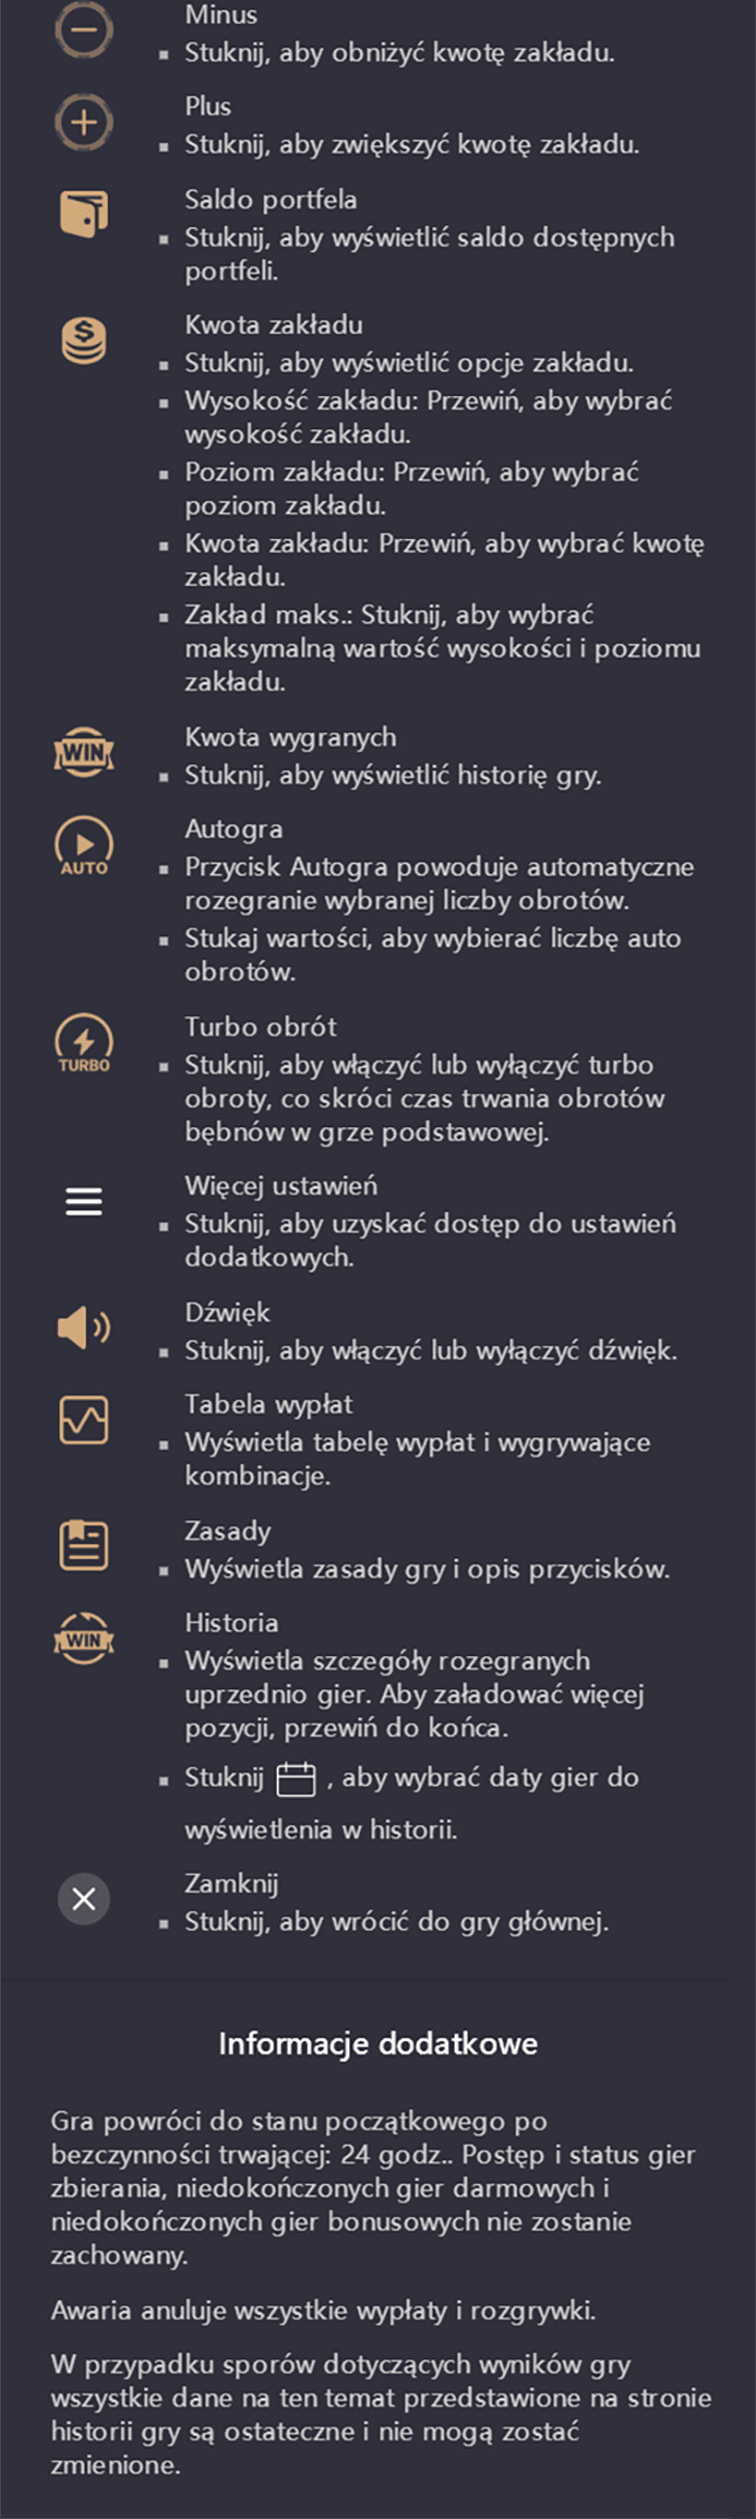 Minus
▪ Stuknij, aby obniżyć kwotę zakładu.
Plus
▪ Stuknij, aby zwiększyć kwotę zakładu.
Saldo portfela
▪ Stuknij, aby wyświetlić saldo dostępnych
portfeli.
$
Kwota zakładu
▪ Stuknij, aby wyświetlić opcje zakładu.
▪ Wysokość zakładu: Przewiń, aby wybrać
wysokość zakładu.
▪ Poziom zakładu: Przewiń, aby wybrać
poziom zakładu.
▪ Kwota zakładu: Przewiń, aby wybrać kwotę
zakładu.
▪ Zakład maks.: Stuknij, aby wybrać
maksymalną wartość wysokości i poziomu
zakładu.
WIN
Kwota wygranych
▪ Stuknij, aby wyświetlić historię gry.
AUTO
Autogra
▪ Przycisk Autogra powoduje automatyczne
rozegranie wybranej liczby obrotów.
▪ Stukaj wartości, aby wybierać liczbę auto
obrotów.
TURBO
Turbo obrót
▪ Stuknij, aby włączyć lub wyłączyć turbo
obroty, co skróci czas trwania obrotów
bębnów w grze podstawowej.
Więcej ustawień
▪ Stuknij, aby uzyskać dostęp do ustawień
dodatkowych.
Dźwięk
▪ Stuknij, aby włączyć lub wyłączyć dźwięk.
Tabela wypłat
▪ Wyświetla tabelę wypłat i wygrywające
kombinacje.
Zasady
▪ Wyświetla zasady gry i opis przycisków.
WIN
Historia
▪ Wyświetla szczegóły rozegranych
uprzednio gier. Aby załadować więcej
pozycji, przewiń do końca.
▪ Stuknij , aby wybrać daty gier do
wyświetlenia w historii.
Zamknij
▪ Stuknij, aby wrócić do gry głównej.
Informacje dodatkowe
Gra powróci do stanu początkowego po
bezczynności trwającej: 24 godz.. Postęp i status gier
zbierania, niedokończonych gier darmowych i
niedokończonych gier bonusowych nie zostanie
zachowany.
Awaria anuluje wszystkie wypłaty i rozgrywki.
W przypadku sporów dotyczących wyników gry
wszystkie dane na ten temat przedstawione na stronie
historii gry są ostateczne i nie mogą zostać
zmienione.